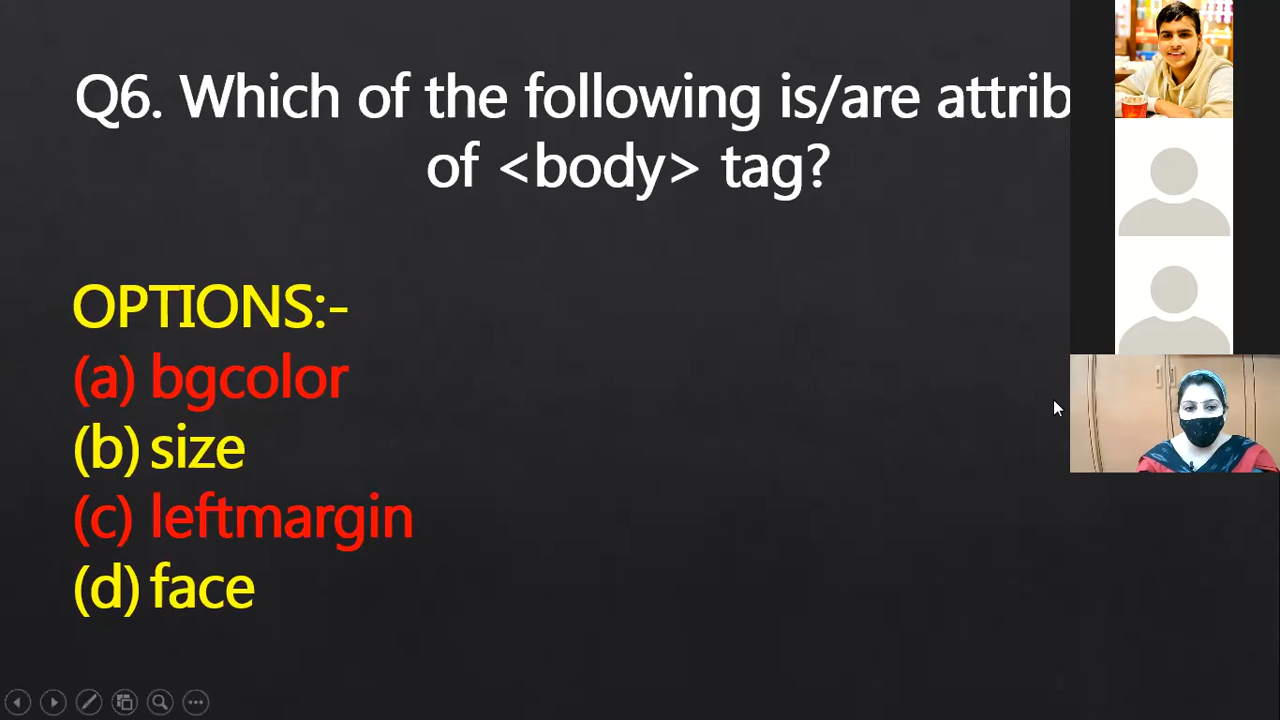 Q6. Which of the following is/are attrib
of <body> tag?
OPTIONS:-
(a) bgcolor
(b) size
(c) leftmargin
(d) face